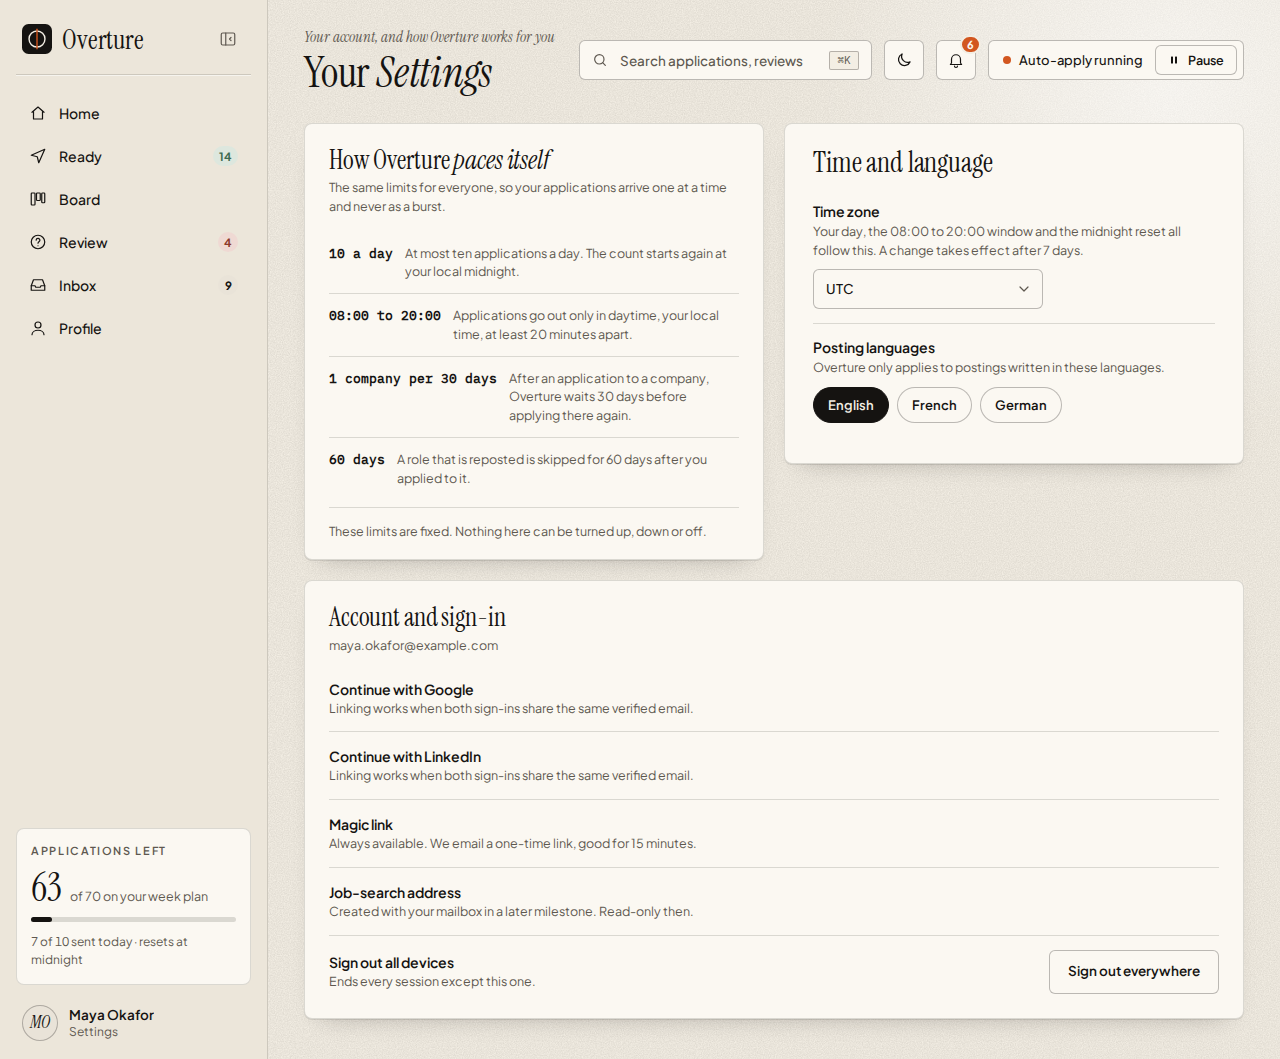 Overture
Home
Ready 14
Board
Review 4
Inbox 9
Profile
APPLICATIONS LEFT
63 of 70 on your week plan
7 of 10 sent today · resets at
midnight
MO
Maya Okafor
Settings
Your account, and how Overture works for you
Your Settings
Search applications, reviews ⌘K
6
Auto-apply running
Pause
How Overture paces itself
The same limits for everyone, so your applications arrive one at a time
and never as a burst.
10 a day At most ten applications a day. The count starts again at
your local midnight.
08:00 to 20:00 Applications go out only in daytime, your local
time, at least 20 minutes apart.
1 company per 30 days After an application to a company,
Overture waits 30 days before
applying there again.
60 days A role that is reposted is skipped for 60 days after you
applied to it.
These limits are fixed. Nothing here can be turned up, down or off.
Time and language
Time zone
Your day, the 08:00 to 20:00 window and the midnight reset all
follow this. A change takes effect after 7 days.
UTC
Posting languages
Overture only applies to postings written in these languages.
English French German
Account and sign-in
maya.okafor@example.com
Continue with Google
Linking works when both sign-ins share the same verified email.
Continue with LinkedIn
Linking works when both sign-ins share the same verified email.
Magic link
Always available. We email a one-time link, good for 15 minutes.
Job-search address
Created with your mailbox in a later milestone. Read-only then.
Sign out all devices
Ends every session except this one.
Sign out everywhere